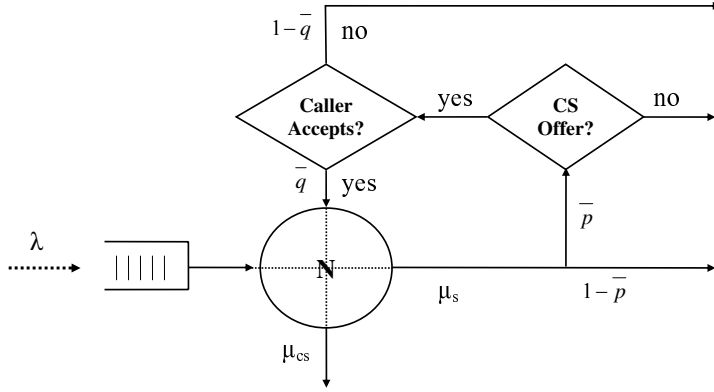 1 − q̅ no
Caller
Accepts?
yes
CS
Offer?
no
q̅ yes
p̅
λ
N
μs
1 − p̅
μcs